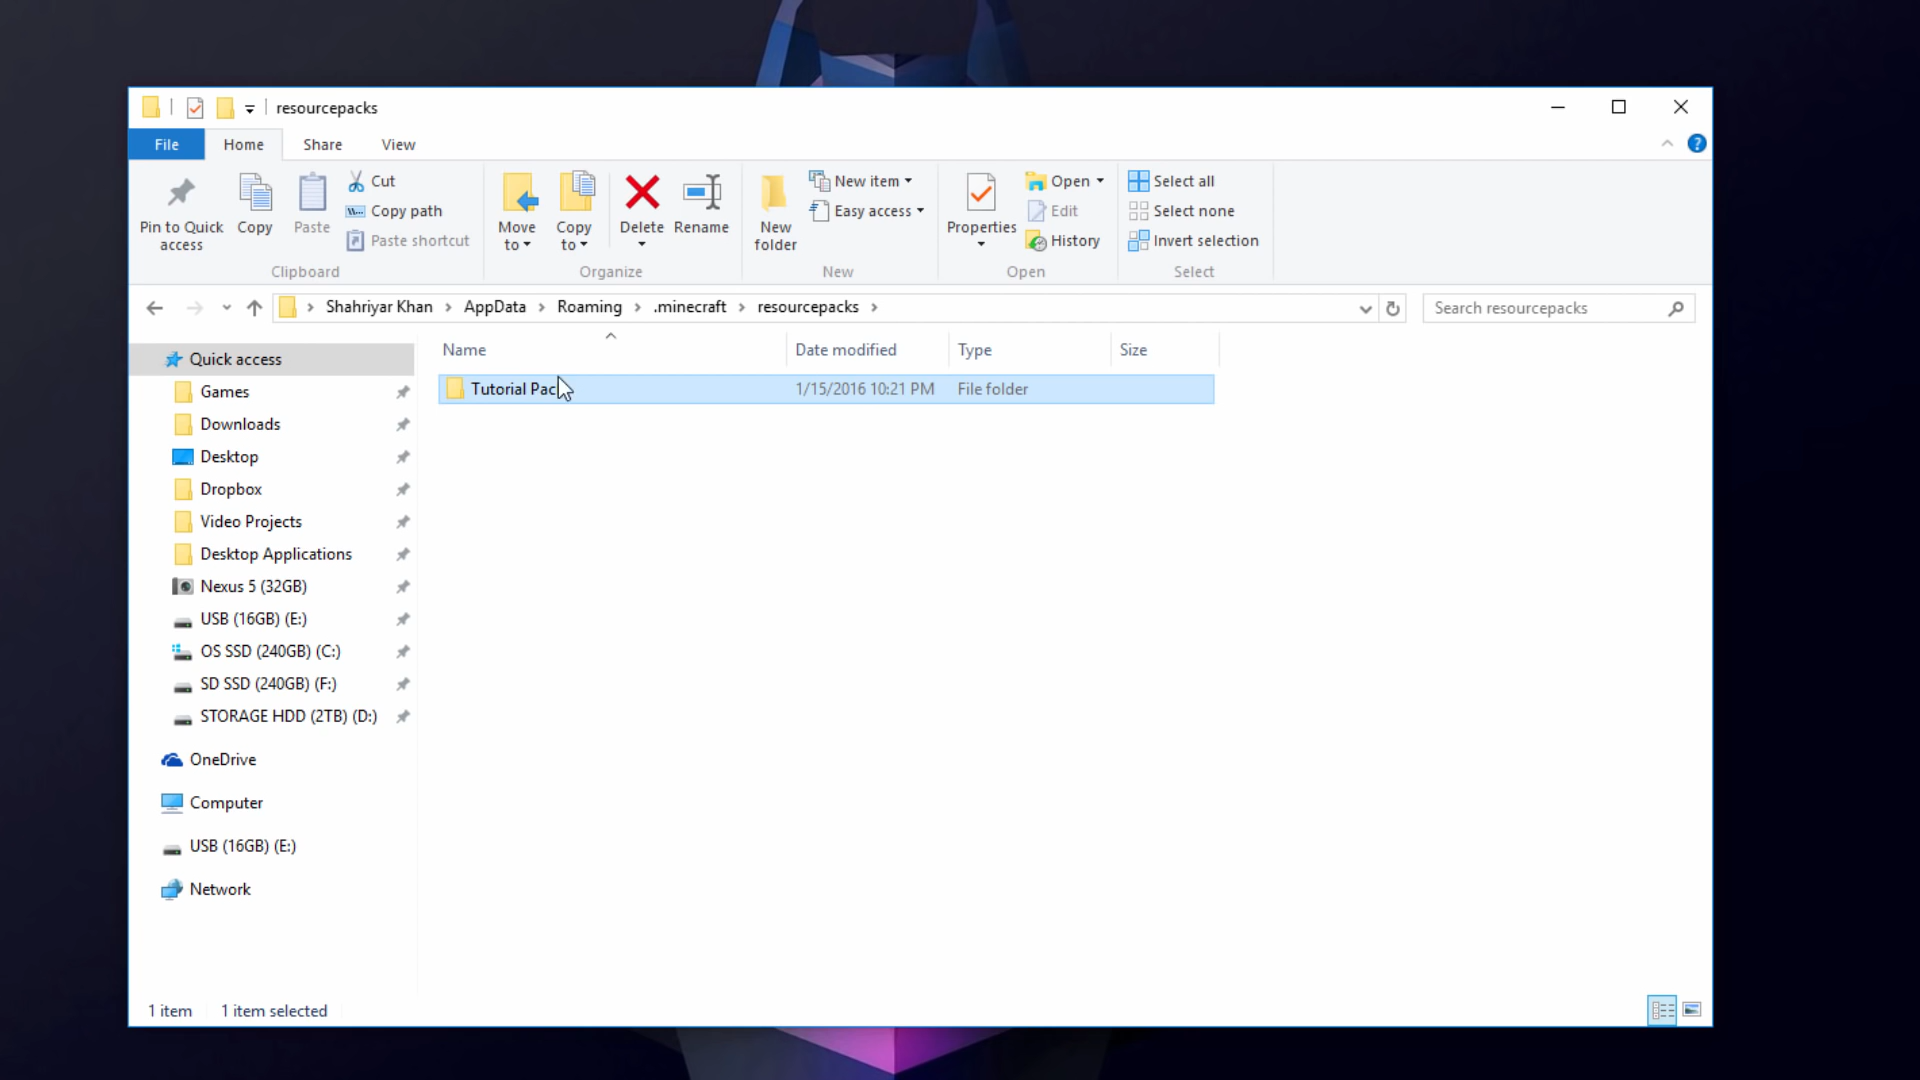 resourcepacks
File Home Share View
Pin to Quick access
Copy
Paste
Cut
Copy path
Paste shortcut
Clipboard
Move to
Copy to
Delete
Rename
Organize
New folder
New item
Easy access
New
Properties
Open
Edit
History
Open
Select all
Select none
Invert selection
Select
Shahriyar Khan > AppData > Roaming > .minecraft > resourcepacks >
Search resourcepacks
Name Date modified Type Size
Tutorial Pac 1/15/2016 10:21 PM File folder
Quick access
Games
Downloads
Desktop
Dropbox
Video Projects
Desktop Applications
Nexus 5 (32GB)
USB (16GB) (E:)
OS SSD (240GB) (C:)
SD SSD (240GB) (F:)
STORAGE HDD (2TB) (D:)
OneDrive
Computer
USB (16GB) (E:)
Network
1 item 1 item selected